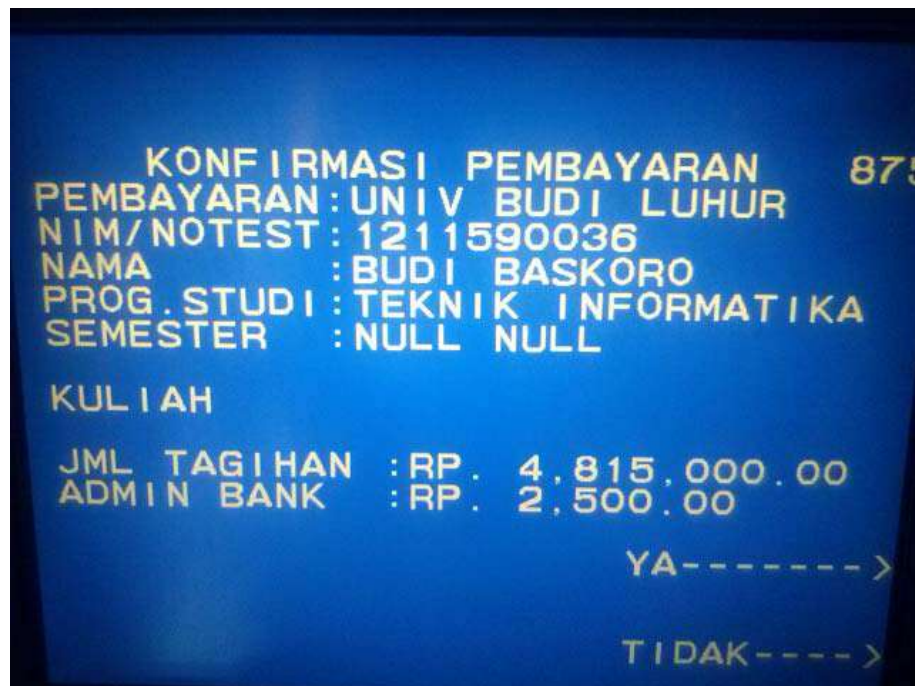 KONFIRMASI PEMBAYARAN
PEMBAYARAN:UNIV BUDI LUHUR
NIM/NOTEST:1211590036
NAMA :BUDI BASKORO
PROG.STUDI:TEKNIK INFORMATIKA
SEMESTER :NULL NULL
KULIAH
JML TAGIHAN :RP. 4,815,000.00
ADMIN BANK :RP. 2,500.00
YA------->
TIDAK---->